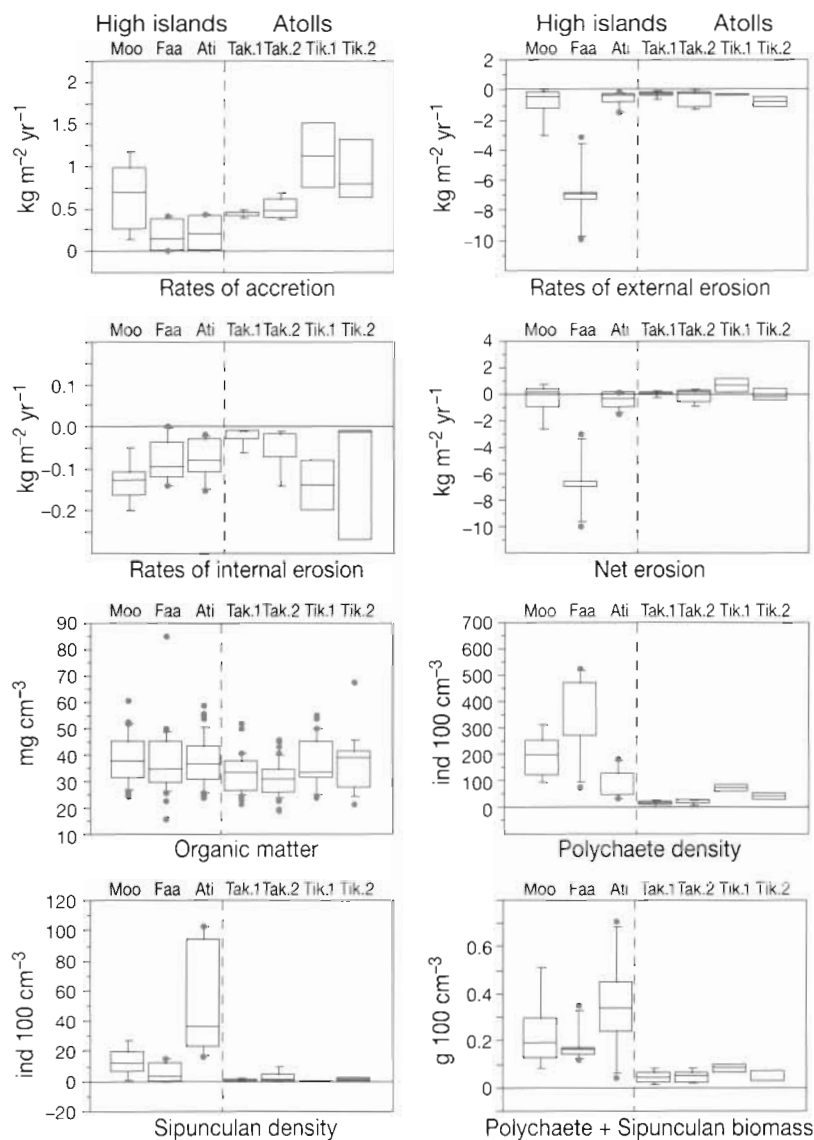 High islands Atolls
Moo Faa Ati Tak.1 Tak.2 Tik.1 Tik.2
kg m⁻² yr⁻¹
2
1.5
1
0.5
0
Rates of accretion
High islands Atolls
Moo Faa Ati Tak.1 Tak.2 Tik.1 Tik.2
kg m⁻² yr⁻¹
2
0
−2
−4
−6
−8
−10
Rates of external erosion
Moo Faa Ati Tak.1 Tak.2 Tik.1 Tik.2
kg m⁻² yr⁻¹
0.1
0.0
−0.1
−0.2
Rates of internal erosion
Moo Faa Ati Tak.1 Tak.2 Tik.1 Tik.2
kg m⁻² yr⁻¹
4
2
0
−2
−4
−6
−8
−10
Net erosion
Moo Faa Ati Tak.1 Tak.2 Tik.1 Tik.2
mg cm⁻³
90
80
70
60
50
40
30
20
10
Organic matter
Moo Faa Ati Tak.1 Tak.2 Tik.1 Tik.2
ind 100 cm⁻³
700
600
500
400
300
200
100
0
Polychaete density
Moo Faa Ati Tak.1 Tak.2 Tik.1 Tik.2
ind 100 cm⁻³
120
100
80
60
40
20
0
−20
Sipunculan density
Moo Faa Ati Tak.1 Tak.2 Tik.1 Tik.2
g 100 cm⁻³
0.6
0.4
0.2
0
Polychaete + Sipunculan biomass